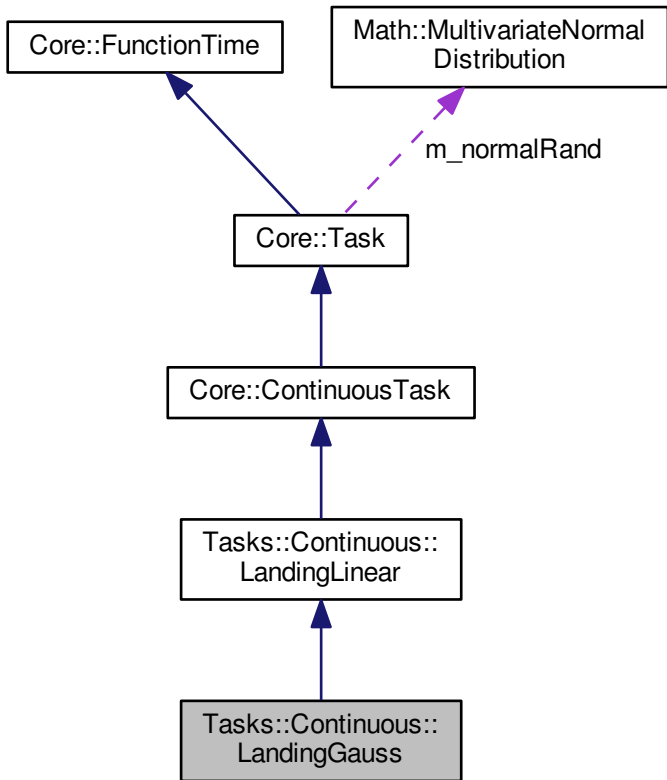 Core::FunctionTime
Math::MultivariateNormal
Distribution
m_normalRand
Core::Task
Core::ContinuousTask
Tasks::Continuous::
LandingLinear
Tasks::Continuous::
LandingGauss